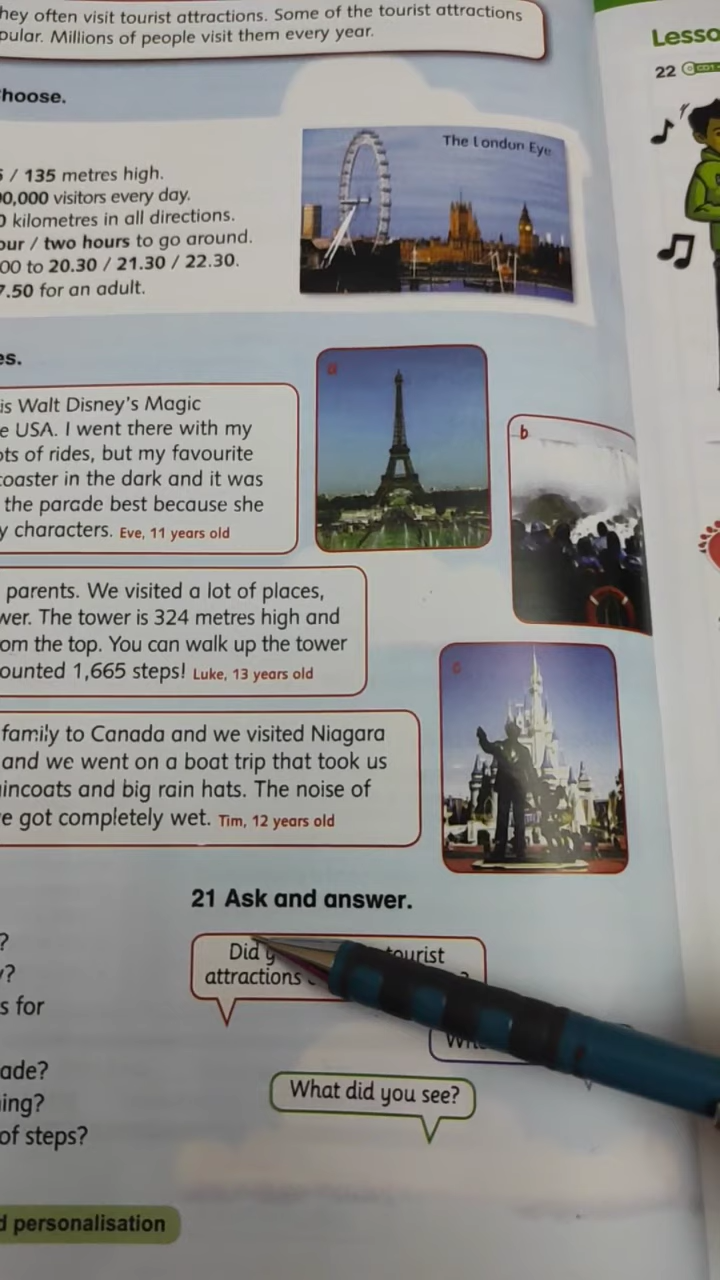 hey often visit tourist attractions. Some of the tourist attractions
pular. Millions of people visit them every year.
hoose.
/ 135 metres high.
00,000 visitors every day.
0 kilometres in all directions.
our / two hours to go around.
00 to 20.30 / 21.30 / 22.30.
7.50 for an adult.
The London Eye
es.
is Walt Disney's Magic
e USA. I went there with my
ots of rides, but my favourite
coaster in the dark and it was
the parade best because she
y characters. Eve, 11 years old
a
b
parents. We visited a lot of places,
wer. The tower is 324 metres high and
om the top. You can walk up the tower
ounted 1,665 steps! Luke, 13 years old
c
family to Canada and we visited Niagara
and we went on a boat trip that took us
aincoats and big rain hats. The noise of
e got completely wet. Tim, 12 years old
21 Ask and answer.
Did y tourist
attractions ?
What did you see?
?
y?
s for
ade?
ing?
of steps?
d personalisation
Lesso
22 CD1